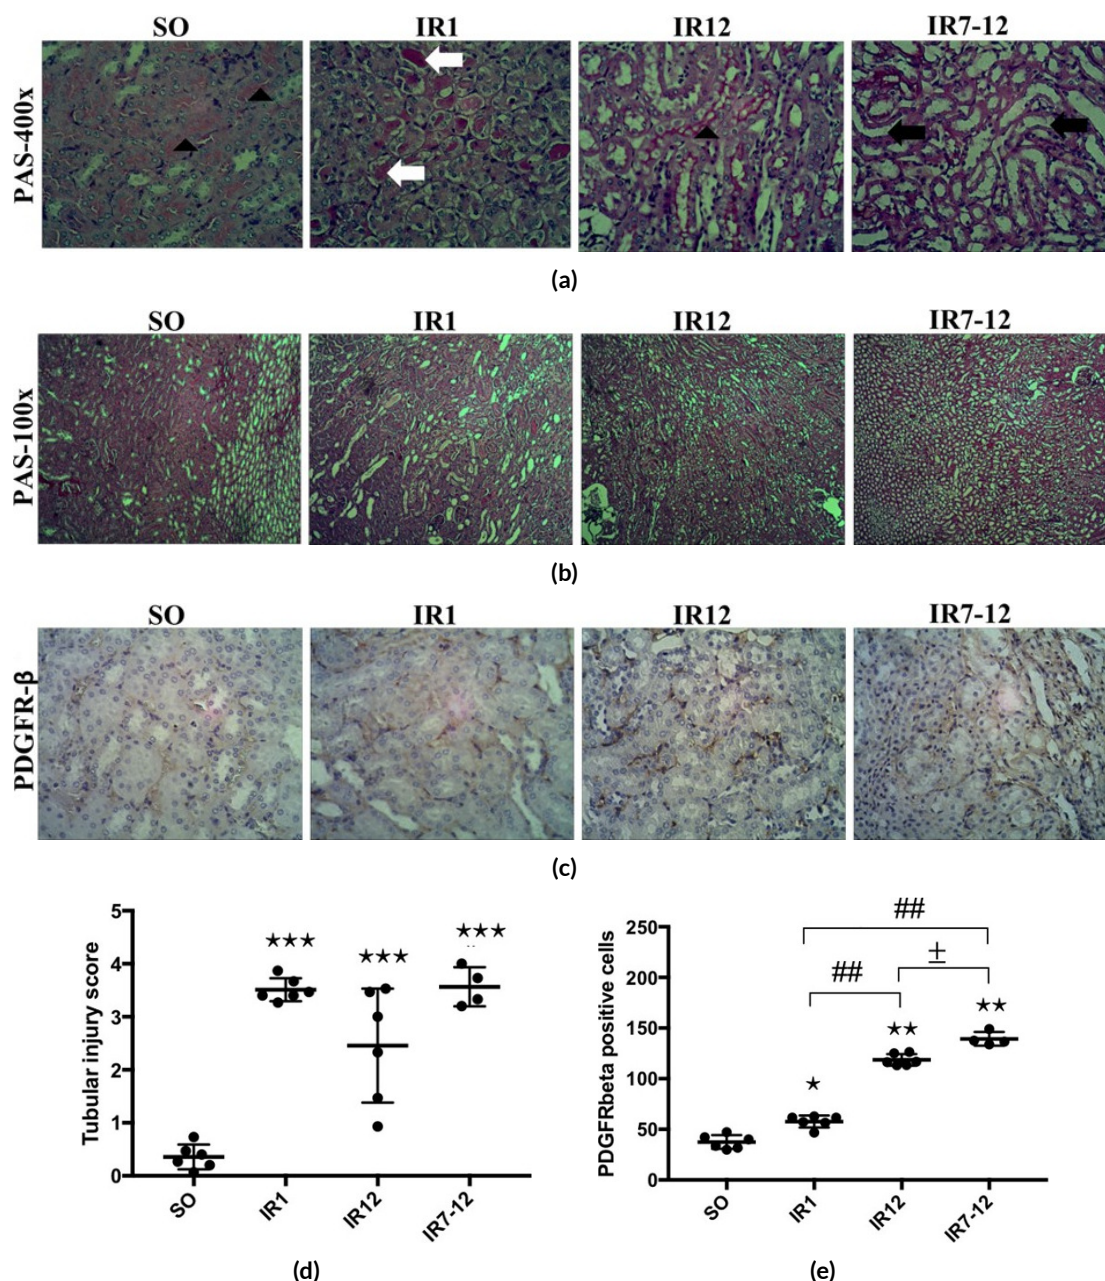 SO IR1 IR12 IR7-12
PAS-400x
(a)
SO IR1 IR12 IR7-12
PAS-100x
(b)
SO IR1 IR12 IR7-12
PDGFR-β
(c)
Tubular injury score
5
4
3
2
1
0
★★★
★★★
★★★
SO IR1 IR12 IR7-12
(d)
PDGFRbeta positive cells
250
200
150
100
50
0
##
##
±
★
★★
★★
SO IR1 IR12 IR7-12
(e)